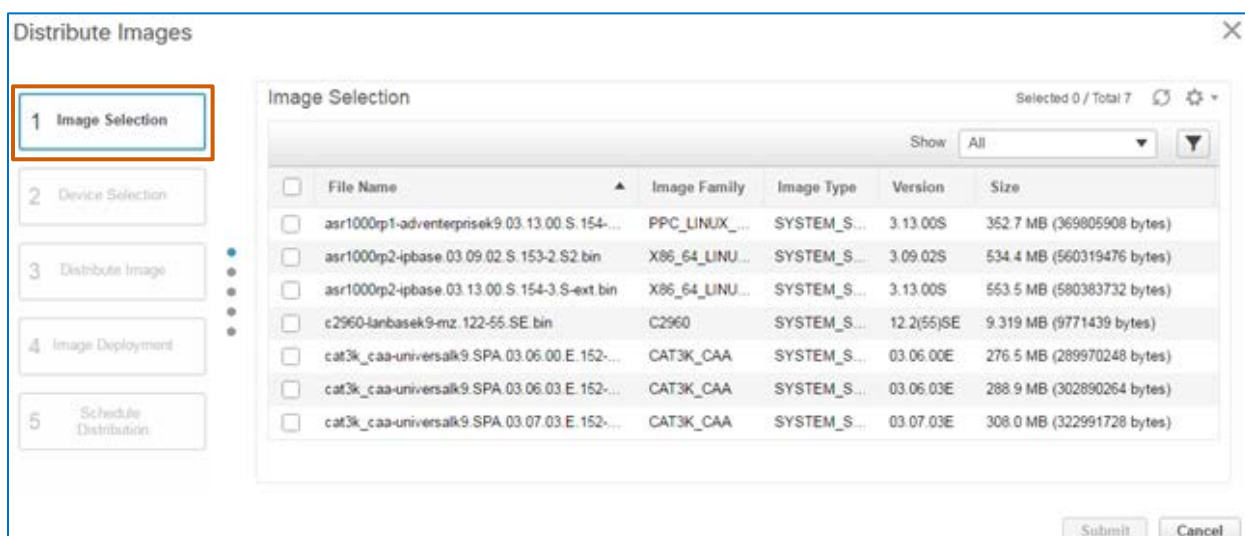 Distribute Images
1 Image Selection
2 Device Selection
3 Distribute Image
4 Image Deployment
5 Schedule
Distribution
Image Selection
Selected 0 / Total 7
Show All
File Name Image Family Image Type Version Size
asr1000rp1-adventerprisek9.03.13.00.S.154-... PPC_LINUX_... SYSTEM_S... 3.13.00S 352.7 MB (369805908 bytes)
asr1000rp2-ipbase.03.09.02.S.153-2.S2.bin X86_64_LINU... SYSTEM_S... 3.09.02S 534.4 MB (560319476 bytes)
asr1000rp2-ipbase.03.13.00.S.154-3.S-ext.bin X86_64_LINU... SYSTEM_S... 3.13.00S 553.5 MB (580383732 bytes)
c2960-lanbasek9-mz.122-55.SE.bin C2960 SYSTEM_S... 12.2(55)SE 9.319 MB (9771439 bytes)
cat3k_caa-universalk9.SPA.03.06.00.E.152-... CAT3K_CAA SYSTEM_S... 03.06.00E 276.5 MB (289970248 bytes)
cat3k_caa-universalk9.SPA.03.06.03.E.152-... CAT3K_CAA SYSTEM_S... 03.06.03E 288.9 MB (302890264 bytes)
cat3k_caa-universalk9.SPA.03.07.03.E.152-... CAT3K_CAA SYSTEM_S... 03.07.03E 308.0 MB (322991728 bytes)
Submit Cancel